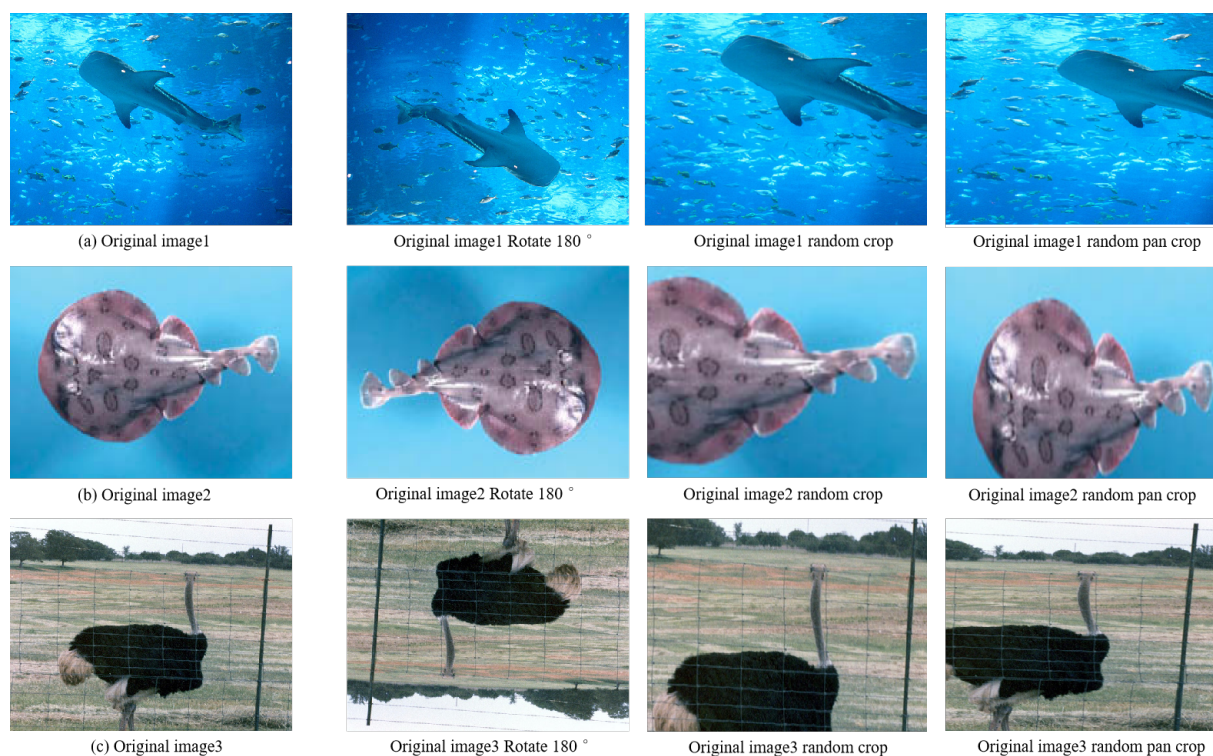 (a) Original image1
Original image1 Rotate 180 °
Original image1 random crop
Original image1 random pan crop
(b) Original image2
Original image2 Rotate 180 °
Original image2 random crop
Original image2 random pan crop
(c) Original image3
Original image3 Rotate 180 °
Original image3 random crop
Original image3 random pan crop